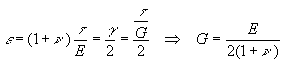 ε = (1 + ν) τ/E = γ/2 = (τ/G)/2 ⇒ G = E/(2(1 + ν))